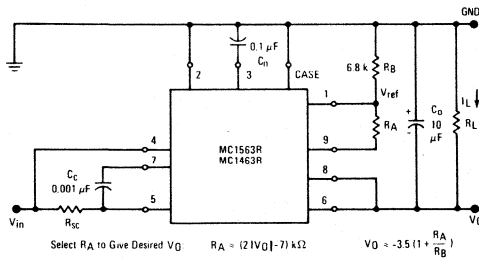 GND
0.1 μF
Cn
6.8 k
RB
2
3
CASE
1
Vref
IL
CO
10
μF
RL
RA
4
MC1563R
MC1463R
9
7
8
CC
0.001 μF
5
6
Vin
RSC
VO
Select RA to Give Desired VO: RA ≈ (2 |VO| -7) kΩ VO ≈ -3.5 (1 + RA/RB)